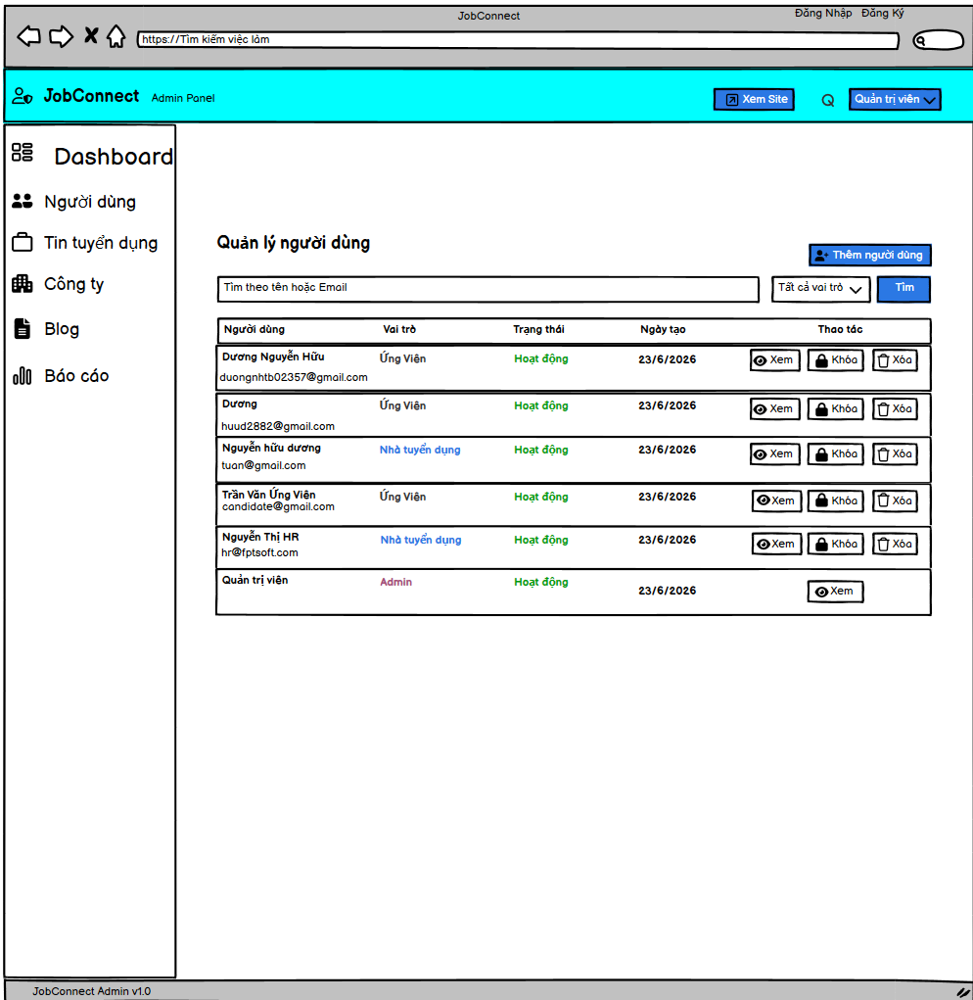 JobConnect
Đăng Nhập Đăng Ký
https://Tìm kiếm việc làm
JobConnect Admin Panel
Xem Site
Q
Quản trị viên
Dashboard
Người dùng
Tin tuyển dụng
Công ty
Blog
Báo cáo
Quản lý người dùng
Thêm người dùng
Tìm theo tên hoặc Email
Tất cả vai trò
Tìm
Người dùng Vai trò Trạng thái Ngày tạo Thao tác
Dương Nguyễn Hữu Ứng Viên Hoạt động 23/6/2026 Xem Khóa Xóa
duongnhtb02357@gmail.com
Dương Ứng Viên Hoạt động 23/6/2026 Xem Khóa Xóa
huud2882@gmail.com
Nguyễn hữu dương Nhà tuyển dụng Hoạt động 23/6/2026 Xem Khóa Xóa
tuan@gmail.com
Trần Văn Ứng Viên Ứng Viên Hoạt động 23/6/2026 Xem Khóa Xóa
candidate@gmail.com
Nguyễn Thị HR Nhà tuyển dụng Hoạt động 23/6/2026 Xem Khóa Xóa
hr@fptsoft.com
Quản trị viên Admin Hoạt động 23/6/2026 Xem
JobConnect Admin v1.0